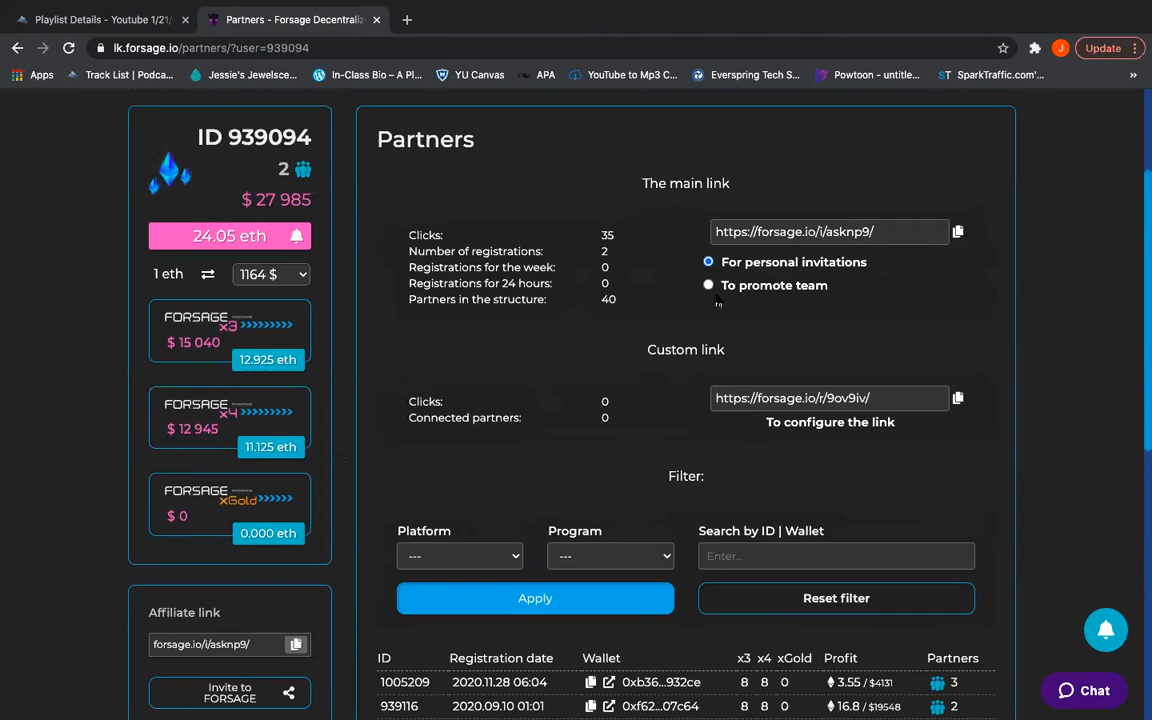 Playlist Details - Youtube 1/21/
Partners - Forsage Decentraliz
lk.forsage.io/partners/?user=939094
J
Update
Apps
Track List | Podca...
Jessie's Jewelsce...
In-Class Bio – A Pl...
YU Canvas
APA
YouTube to Mp3 C...
Everspring Tech S...
Powtoon - untitle...
ST SparkTraffic.com'...
»
ID 939094
2
$ 27 985
24.05 eth
1 eth
1164 $
FORSAGE
x3 >>>>>>>>>
$ 15 040
12.925 eth
FORSAGE
x4 >>>>>>>>>
$ 12 945
11.125 eth
FORSAGE
xGold >>>>>>
$ 0
0.000 eth
Affiliate link
forsage.io/i/asknp9/
Invite to
FORSAGE
Partners
The main link
Clicks: 35
Number of registrations: 2
Registrations for the week: 0
Registrations for 24 hours: 0
Partners in the structure: 40
https://forsage.io/i/asknp9/
For personal invitations
To promote team
Custom link
Clicks: 0
Connected partners: 0
https://forsage.io/r/9ov9iv/
To configure the link
Filter:
Platform
Program
Search by ID | Wallet
---
---
Enter...
Apply
Reset filter
ID Registration date Wallet x3 x4 xGold Profit Partners
1005209 2020.11.28 06:04 0xb36...932ce 8 8 0 3.55 / $4131 3
939116 2020.09.10 01:01 0xf62...07c64 8 8 0 16.8 / $19548 2
Chat